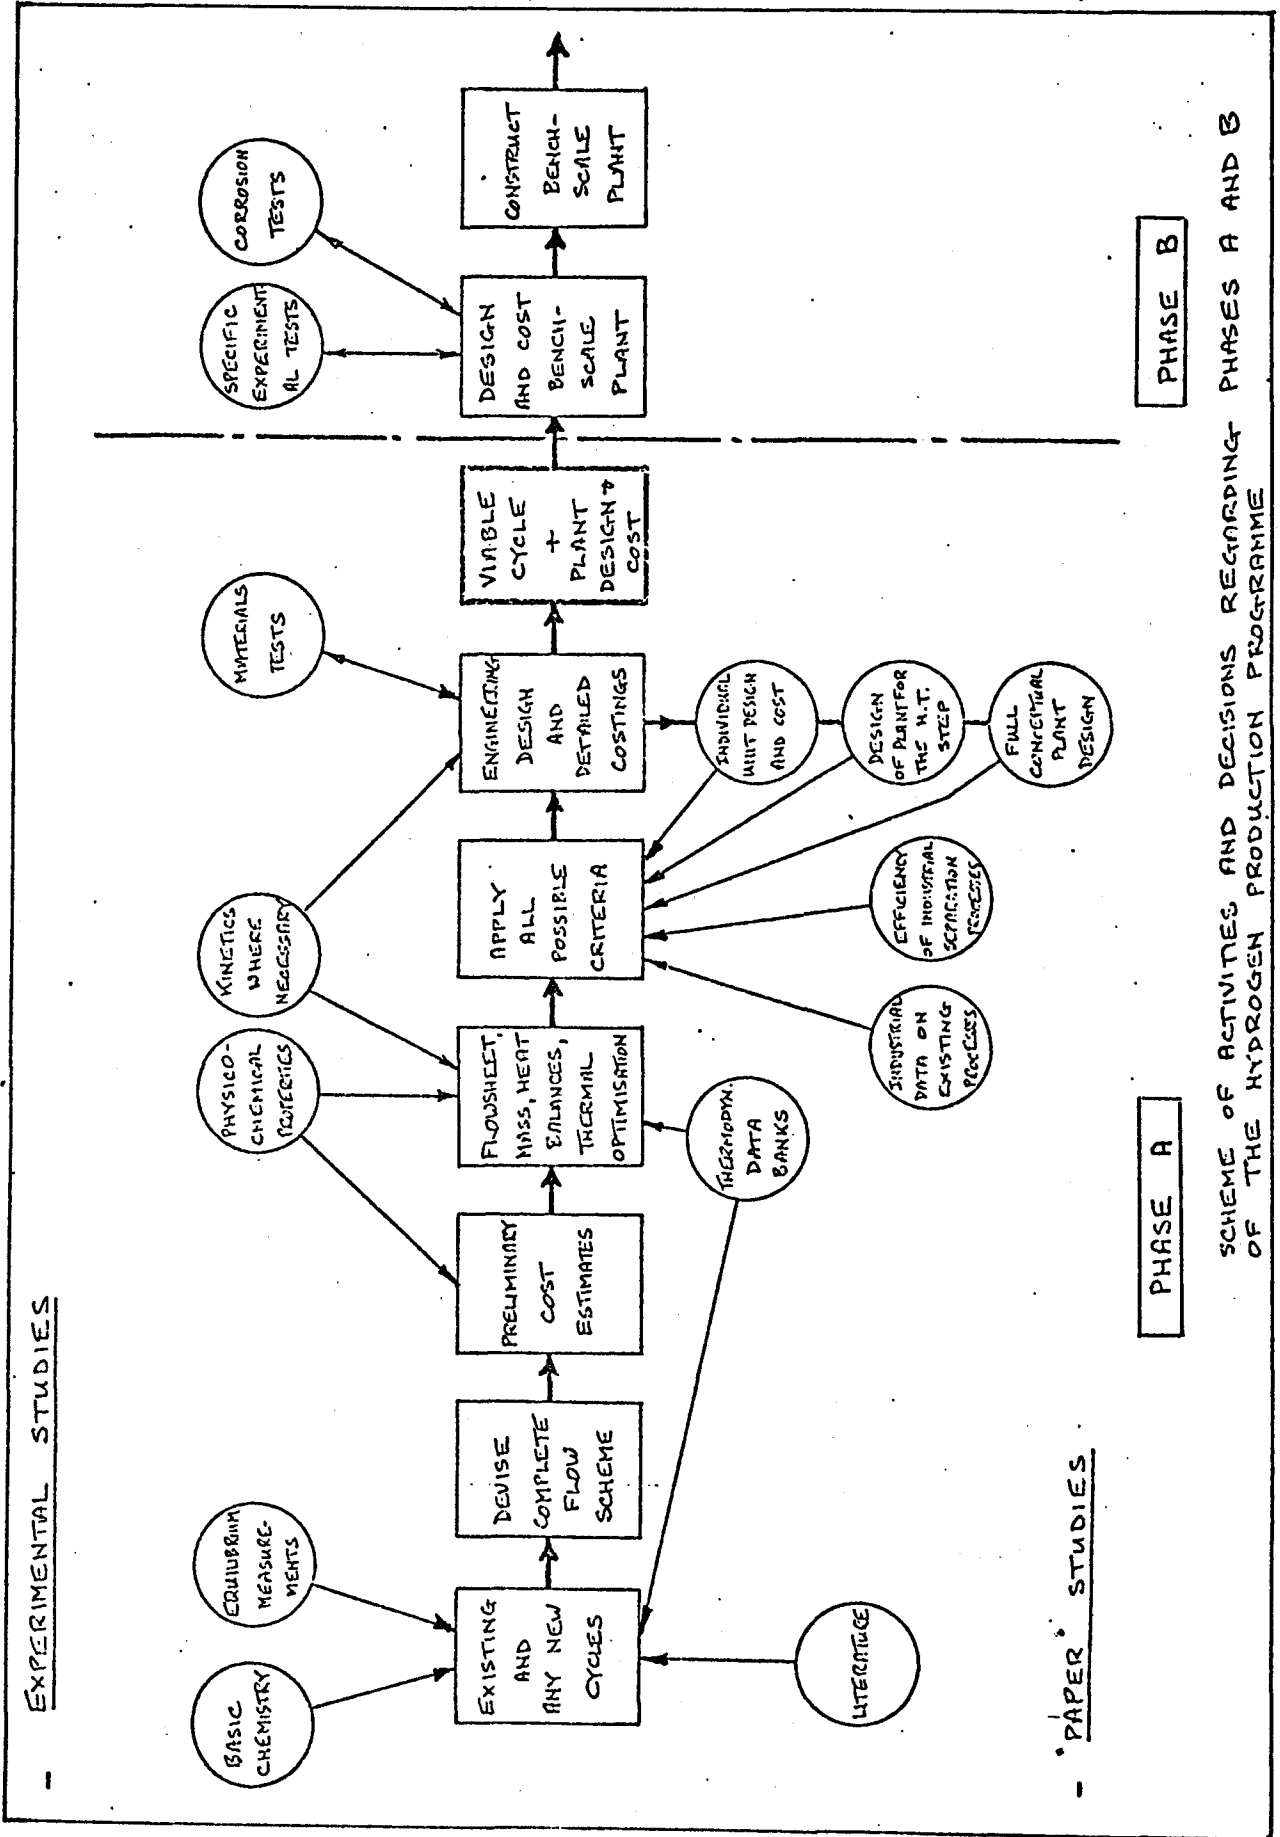 - EXPERIMENTAL STUDIES
BASIC
CHEMISTRY
EQUILIBRIUM
MEASURE-
MENTS
PHYSICO-
CHEMICAL
PROPERTIES
KINETICS
WHERE
NECESSARY
MATERIALS
TESTS
SPECIFIC
EXPERIMENT
AL TESTS
CORROSION
TESTS
EXISTING
AND
ANY NEW
CYCLES
DEVISE
COMPLETE
FLOW
SCHEME
PRELIMINARY
COST
ESTIMATES
FLOWSHEET,
MASS, HEAT
BALANCES,
THERMAL
OPTIMISATION
APPLY
ALL
POSSIBLE
CRITERIA
ENGINEERING
DESIGN
AND
DETAILED
COSTINGS
VIABLE
CYCLE
+
PLANT
DESIGN +
COST
DESIGN
AND COST
BENCH-
SCALE
PLANT
CONSTRUCT
BENCH-
SCALE
PLANT
LITERATURE
THERMODYN.
DATA
BANKS
INDUSTRIAL
DATA ON
EXISTING
PROCESSES
EFFICIENCY
OF INDUSTRIAL
SEPARATION
PROCESSES
INDIVIDUAL
UNIT DESIGN
AND COST
DESIGN
OF PLANT FOR
THE H.T.
STEP
FULL
CONCEPTUAL
PLANT
DESIGN
- "PAPER" STUDIES
PHASE A
PHASE B
SCHEME OF ACTIVITIES AND DECISIONS REGARDING PHASES A AND B
OF THE HYDROGEN PRODUCTION PROGRAMME